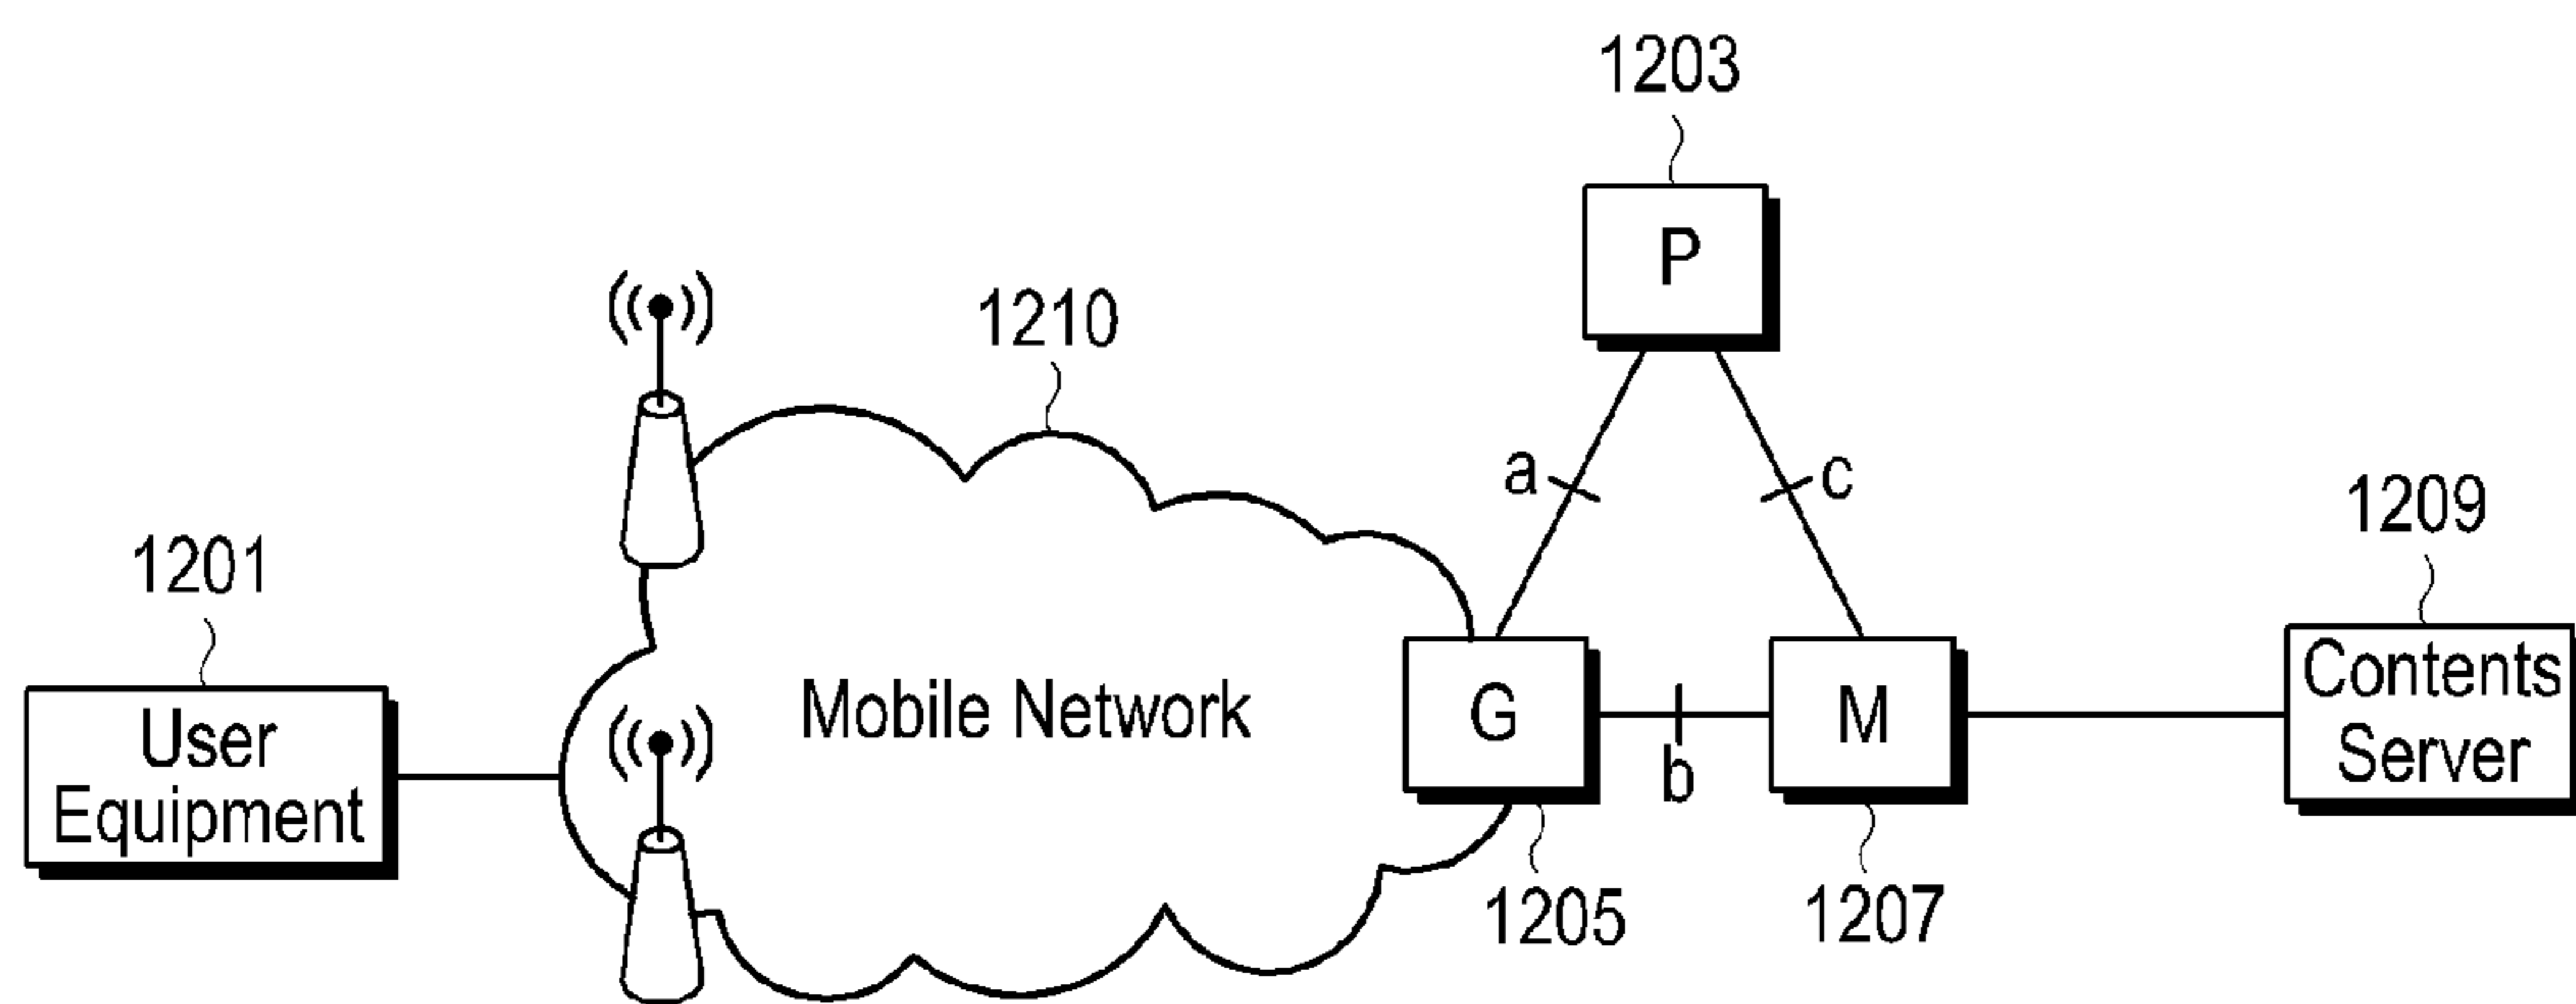 1203
P
1210
a
c
1209
1201
Contents
Server
User
Equipment
Mobile Network
G
M
b
1205
1207